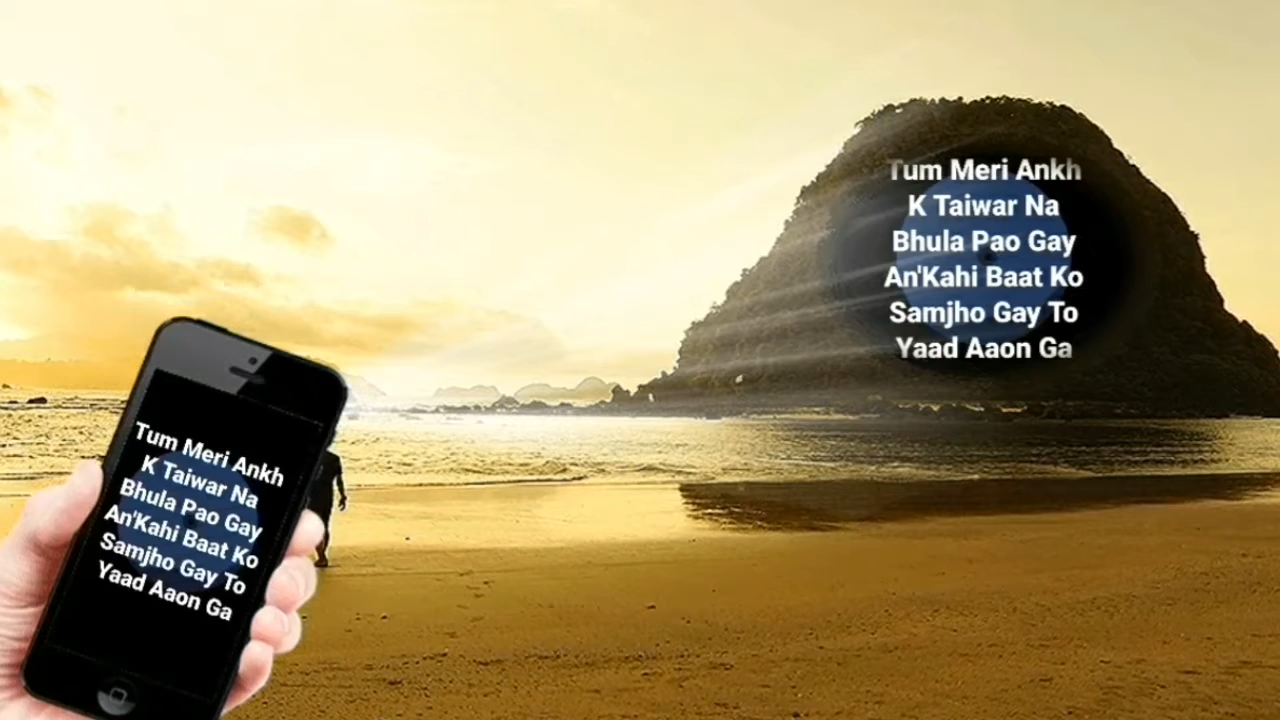 Tum Meri Ankh
K Taiwar Na
Bhula Pao Gay
An'Kahi Baat Ko
Samjho Gay To
Yaad Aaon Ga
Tum Meri Ankh
K Taiwar Na
Bhula Pao Gay
An'Kahi Baat Ko
Samjho Gay To
Yaad Aaon Ga